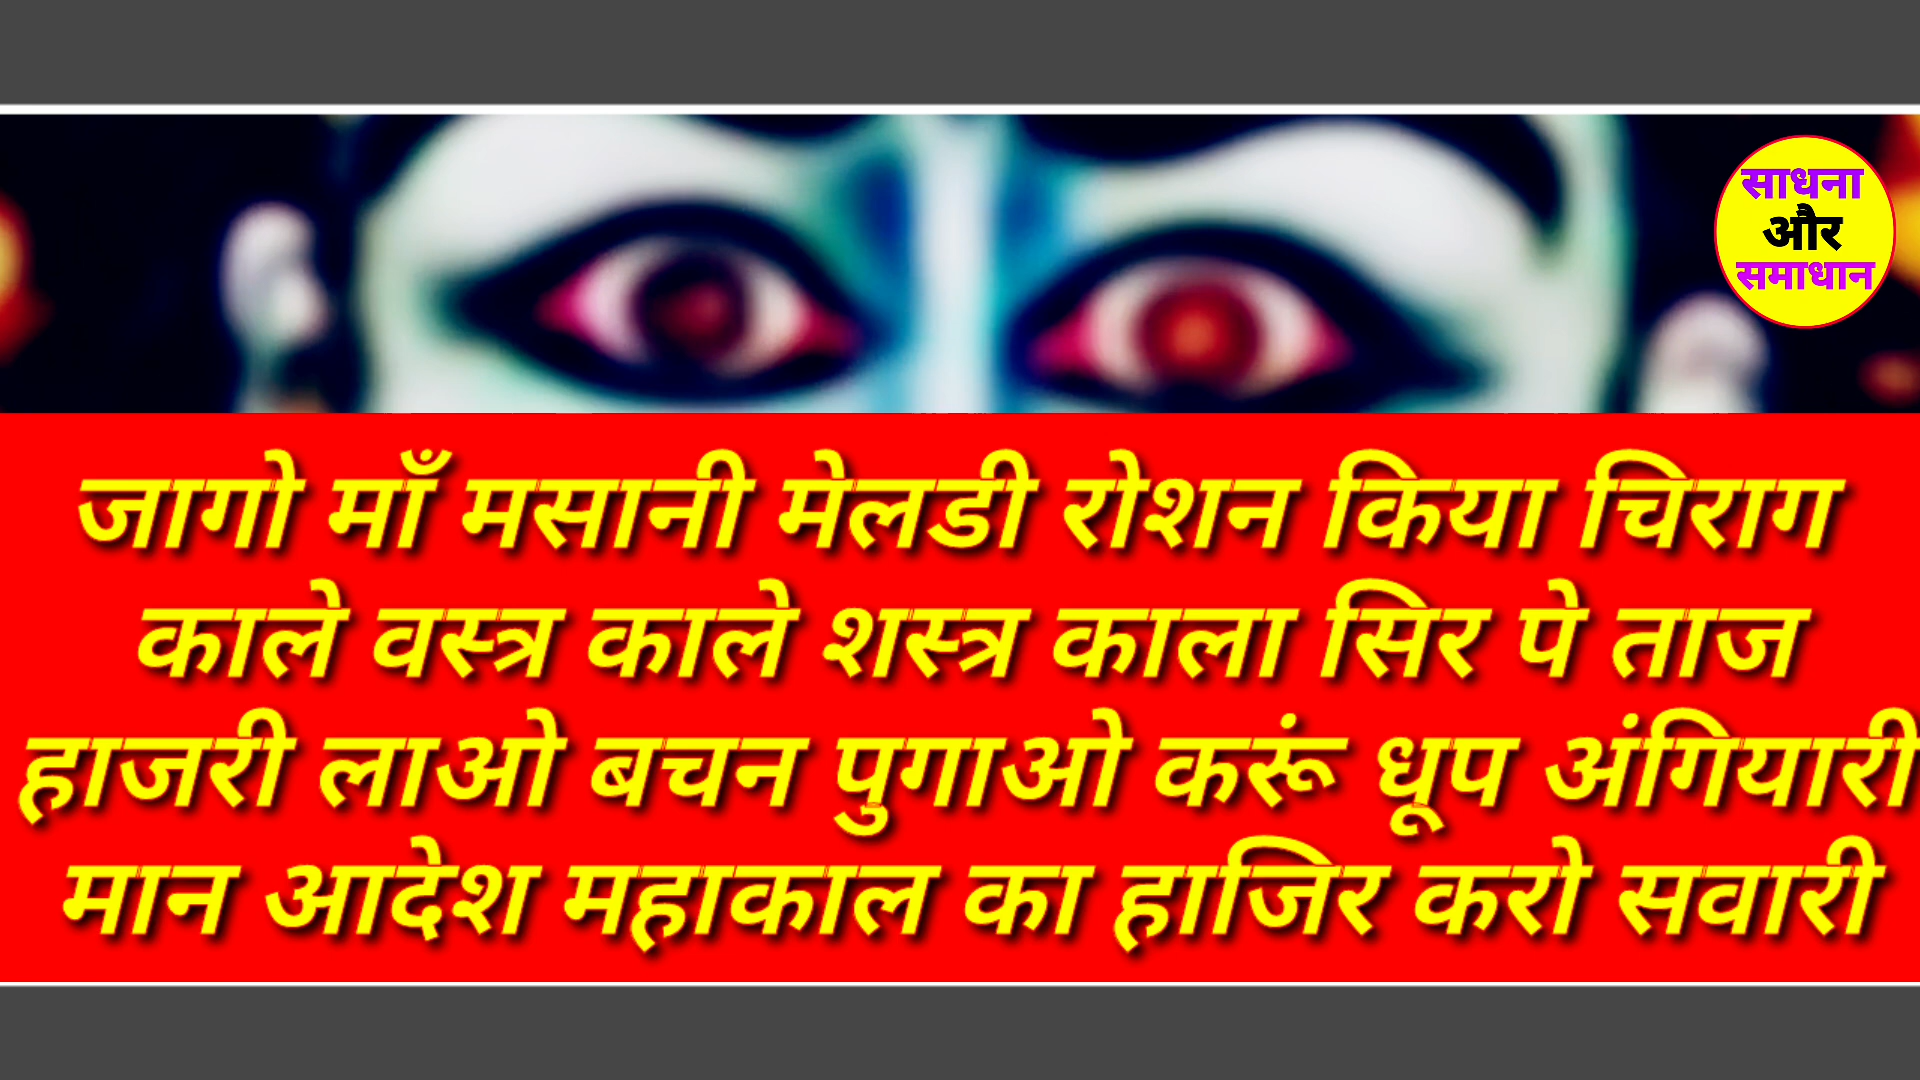 साधना
और
समाधान
जागो माँ मसानी मेलडी रोशन किया चिराग
काले वस्त्र काले शस्त्र काला सिर पे ताज
हाजरी लाओ बचन पुगाओ करूं धूप अंगियारी
मान आदेश महाकाल का हाजिर करो सवारी